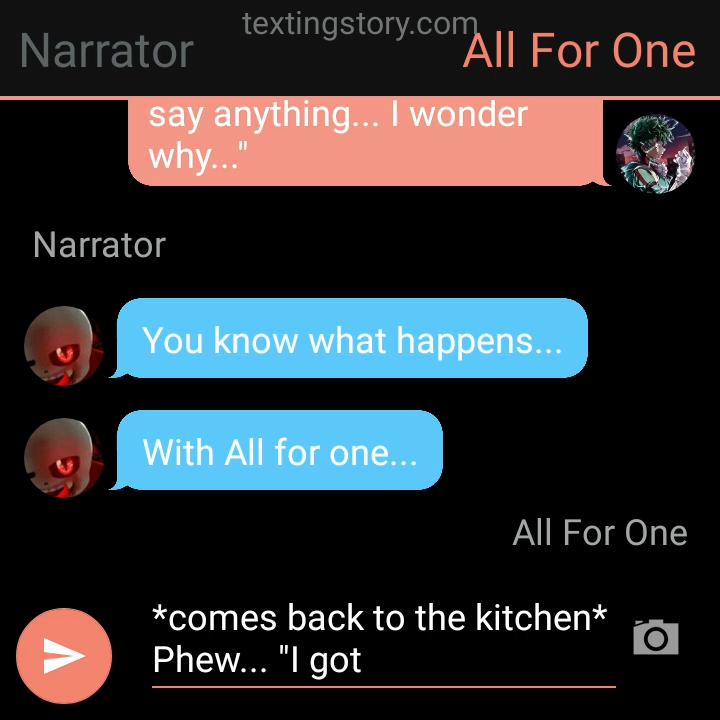 textingstory.com
Narrator
All For One
say anything... I wonder
why..."
Narrator
You know what happens...
With All for one...
All For One
*comes back to the kitchen*
Phew... "I got